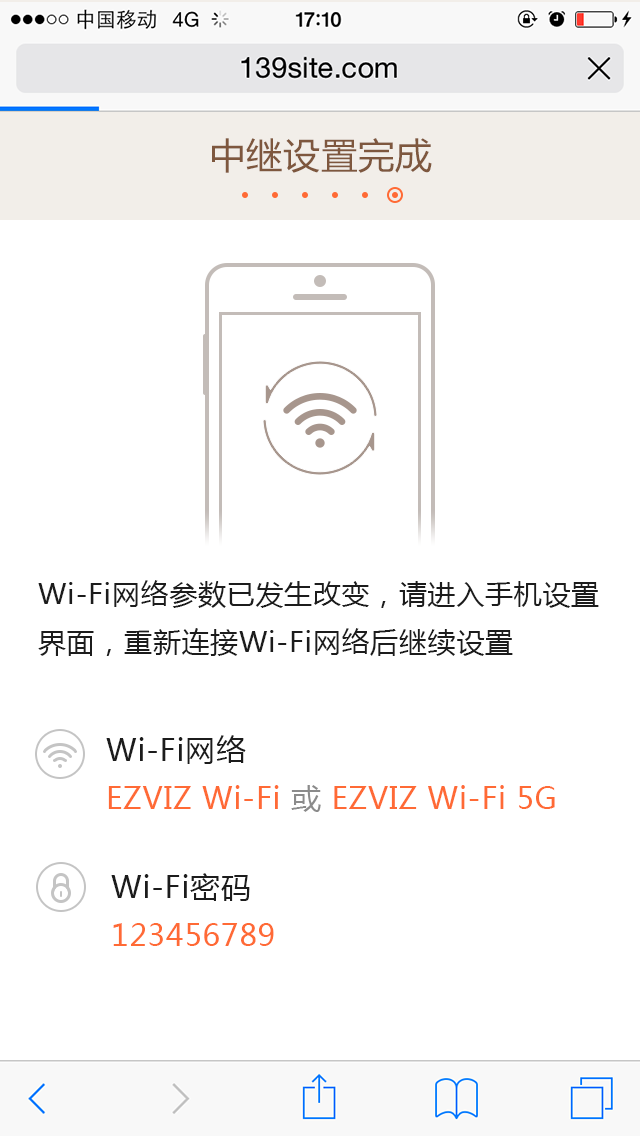 中国移动 4G 17:10
139site.com
中继设置完成
Wi-Fi网络参数已发生改变，请进入手机设置
界面，重新连接Wi-Fi网络后继续设置
Wi-Fi网络
EZVIZ Wi-Fi 或 EZVIZ Wi-Fi 5G
Wi-Fi密码
123456789